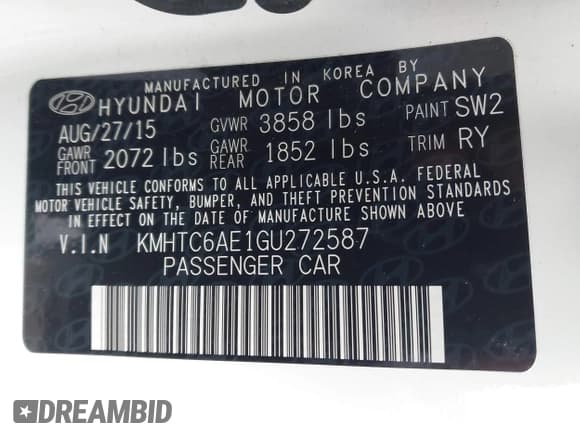 MANUFACTURED IN KOREA BY
HYUNDAI MOTOR COMPANY
AUG/27/15 GVWR 3858 lbs PAINT SW2
GAWR FRONT 2072 lbs GAWR REAR 1852 lbs TRIM RY
THIS VEHICLE CONFORMS TO ALL APPLICABLE U.S.A. FEDERAL
MOTOR VEHICLE SAFETY, BUMPER, AND THEFT PREVENTION STANDARDS
IN EFFECT ON THE DATE OF MANUFACTURE SHOWN ABOVE
V.I.N KMHTC6AE1GU272587
PASSENGER CAR
DREAMBID